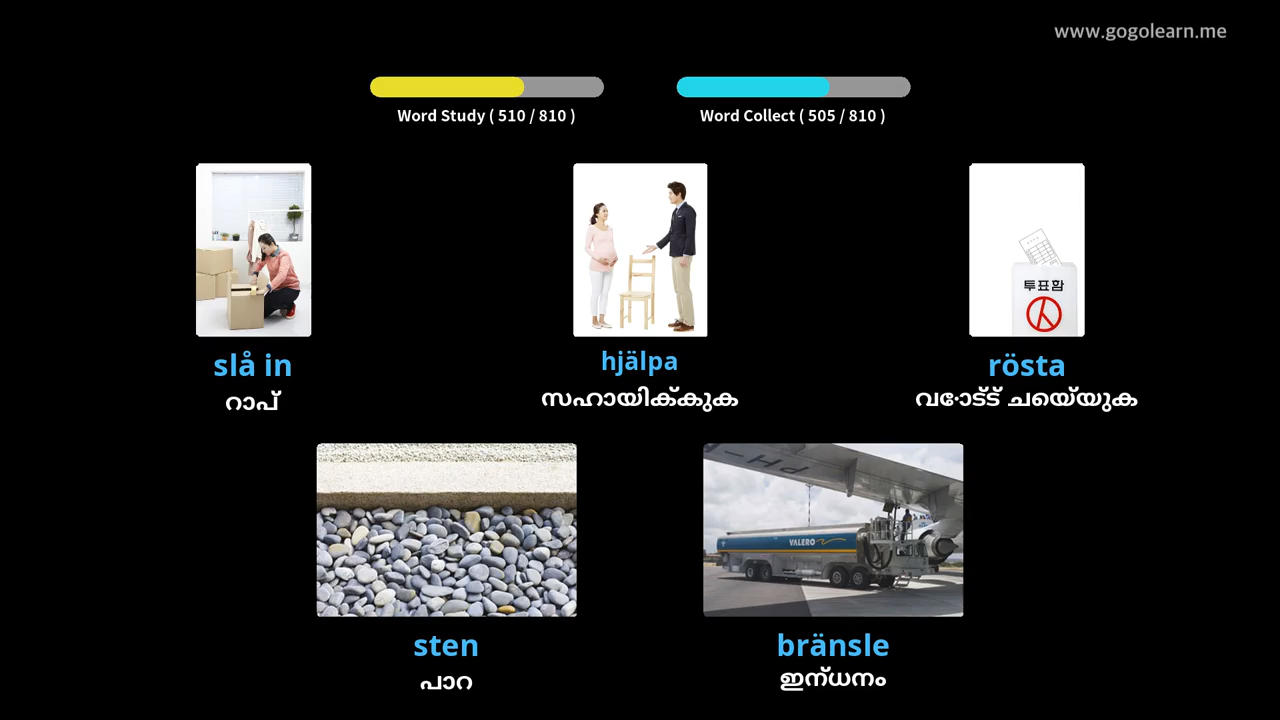 www.gogolearn.me
Word Study ( 510 / 810 )
Word Collect ( 505 / 810 )
투표함
slå in
hjälpa
rösta
റാപ്
സഹായിക്കുക
വോട്ട് ചെയ്യുക
PH-
VALERO
sten
bränsle
പാറ
ഇന്ധനം